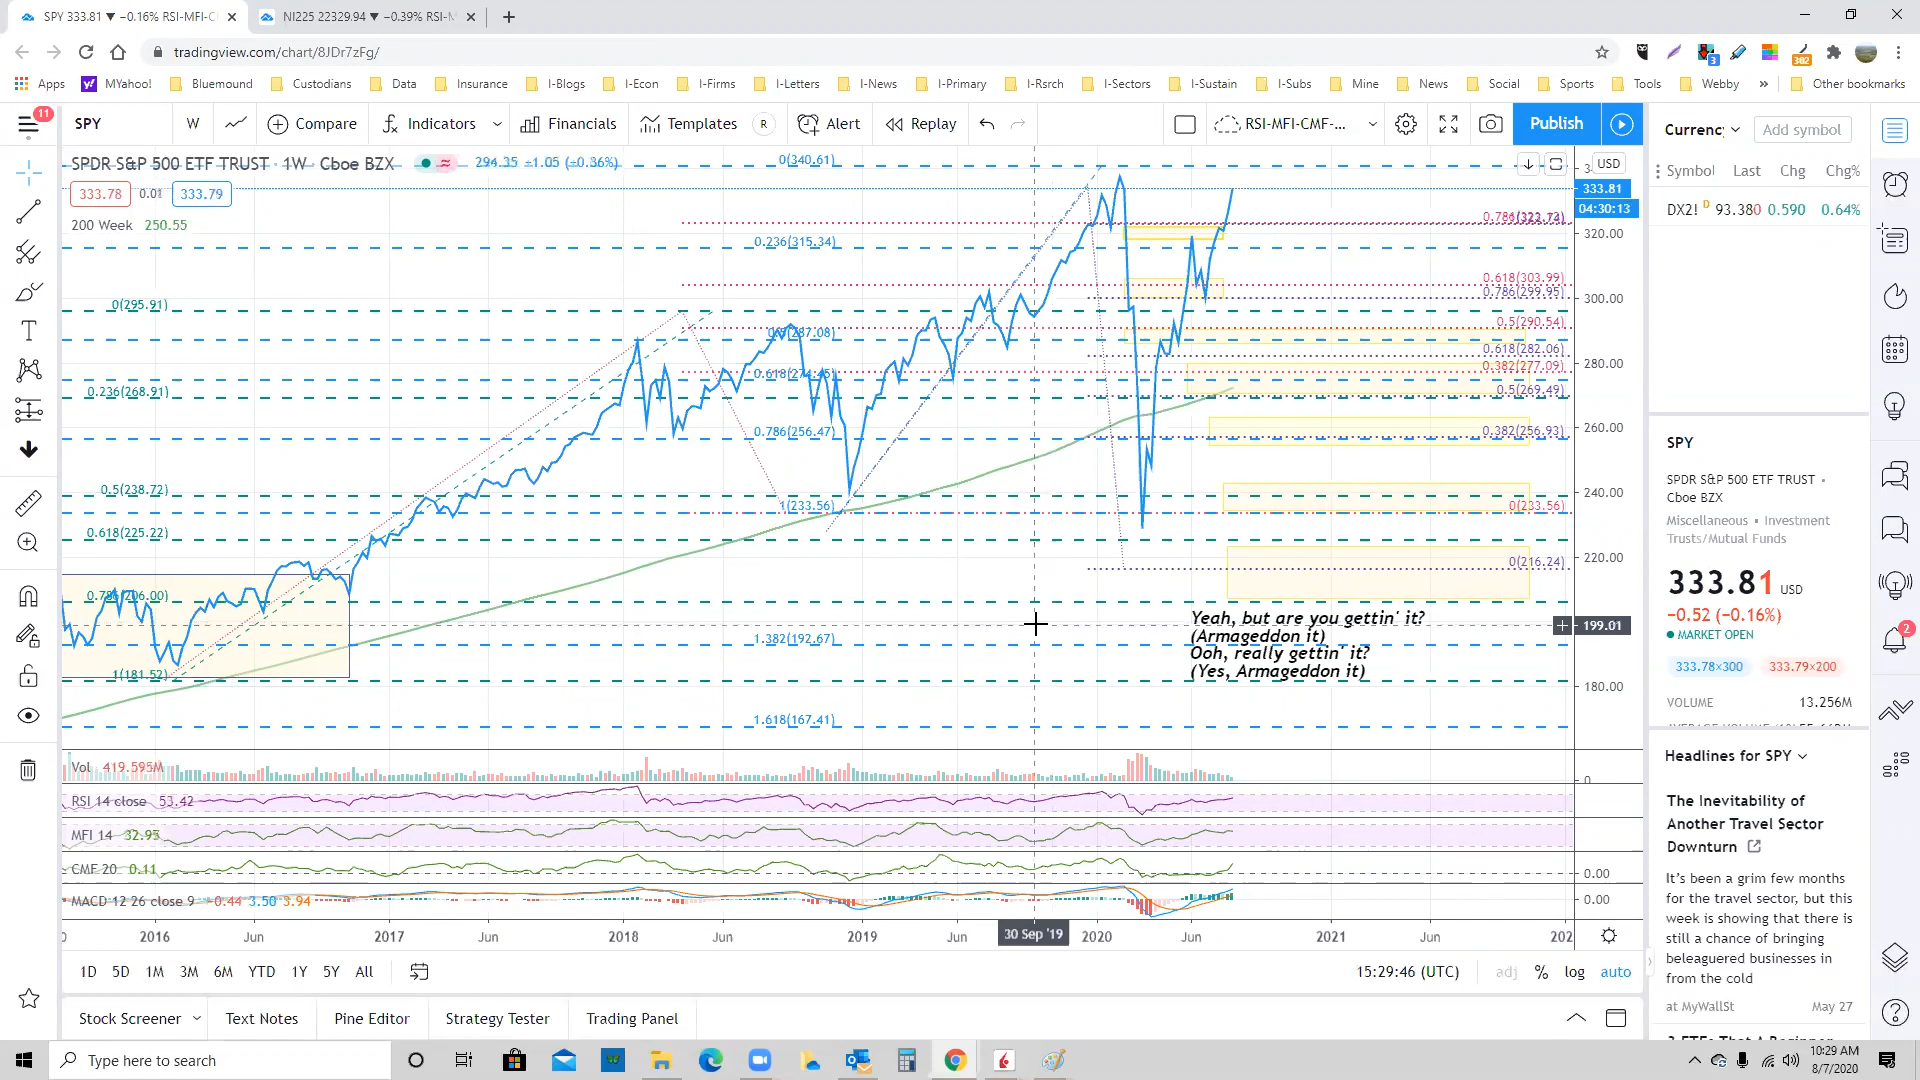 SPY 333.81 ▼ −0.16% RSI-MFI-C
NI225 22329.94 ▼ −0.39% RSI-M
tradingview.com/chart/8JDr7zFg/
3
302
Apps MYahoo! Bluemound Custodians Data Insurance I-Blogs I-Econ I-Firms I-Letters I-News I-Primary I-Rsrch I-Sectors I-Sustain I-Subs Mine News Social Sports Tools Webby » Other bookmarks
11
SPY W Compare Indicators Financials Templates R Alert Replay RSI-MFI-CMF-... Publish
SPDR S&P 500 ETF TRUST · 1W · Cboe BZX 294.35 +1.05 (+0.36%)
333.78 0.01 333.79
200 Week 250.55
USD
333.81
04:30:13
320.00
300.00
280.00
260.00
240.00
220.00
199.01
180.00
0(340.61)
0.236(315.34)
0.5(287.08)
0.786(256.47)
1(233.56)
1.382(192.67)
1.618(167.41)
0(295.91)
0.236(268.91)
0.5(238.72)
0.618(225.22)
0.786(206.00)
1(181.52)
0.618(303.99)
0.786(299.95)
0.5(290.54)
0.618(282.06)
0.382(277.09)
0.5(269.49)
0.382(256.93)
0(233.56)
0(216.24)
Yeah, but are you gettin' it?
(Armageddon it)
Ooh, really gettin' it?
(Yes, Armageddon it)
Vol 419.595M
0
RSI 14 close 53.42
MFI 14 32.95
CMF 20 0.11
0.00
MACD 12 26 close 9 −0.44 3.50 3.94
0.00
2016 Jun 2017 Jun 2018 Jun 2019 Jun 30 Sep '19 2020 Jun 2021 Jun 202
1D 5D 1M 3M 6M YTD 1Y 5Y All
15:29:46 (UTC) adj % log auto
Stock Screener Text Notes Pine Editor Strategy Tester Trading Panel
Currency Add symbol
Symbol Last Chg Chg%
DX2! D 93.380 0.590 0.64%
SPY
SPDR S&P 500 ETF TRUST •
Cboe BZX
Miscellaneous • Investment
Trusts/Mutual Funds
333.81 USD
−0.52 (−0.16%)
MARKET OPEN
333.78×300 333.79×200
VOLUME 13.256M
Headlines for SPY
The Inevitability of
Another Travel Sector
Downturn
It's been a grim few months
for the travel sector, but this
week is showing that there is
still a chance of bringing
beleaguered businesses in
from the cold
at MyWallSt May 27
2
Type here to search
10:29 AM
8/7/2020